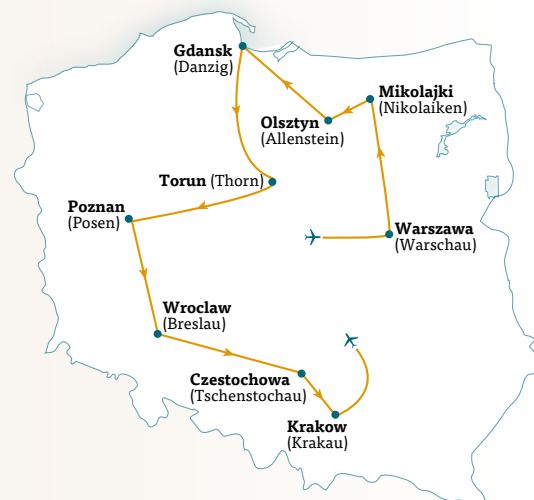 Gdansk
(Danzig)
Mikolajki
(Nikolaiken)
Olsztyn
(Allenstein)
Torun (Thorn)
Poznan
(Posen)
Warszawa
(Warschau)
Wroclaw
(Breslau)
Czestochowa
(Tschenstochau)
Krakow
(Krakau)